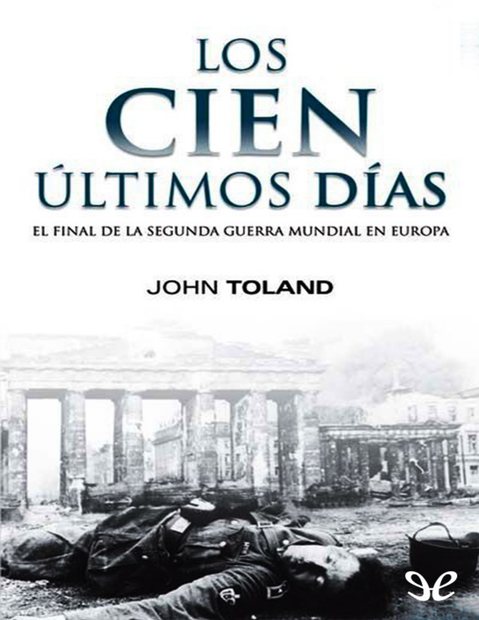 LOS
CIEN
ÚLTIMOS DÍAS
EL FINAL DE LA SEGUNDA GUERRA MUNDIAL EN EUROPA
JOHN TOLAND